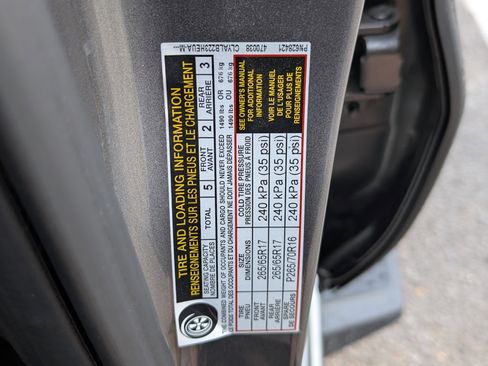 TIRE AND LOADING INFORMATION
RENSEIGNEMENTS SUR LES PNEUS ET LE CHARGEMENT
SEATING CAPACITY
NOMBRE DE PLACES
TOTAL 5 FRONT AVANT 2 REAR ARRIÈRE 3
THE COMBINED WEIGHT OF OCCUPANTS AND CARGO SHOULD NEVER EXCEED 1490 lbs OR 676 kg
LE POIDS TOTAL DES OCCUPANTS ET DU CHARGEMENT NE DOIT JAMAIS DÉPASSER 1490 lbs OU 676 kg
TIRE PNEU
SIZE DIMENSIONS
COLD TIRE PRESSURE
PRESSION DES PNEUS À FROID
SEE OWNER'S MANUAL
FOR ADDITIONAL
INFORMATION
VOIR LE MANUEL
DE L'USAGER
POUR PLUS DE
RENSEIGNEMENTS
FRONT AVANT 265/65R17 240 kPa (35 psi)
REAR ARRIÈRE 265/65R17 240 kPa (35 psi)
SPARE DE SECOURS P265/70R16 240 kPa (35 psi)
PN628421 470038